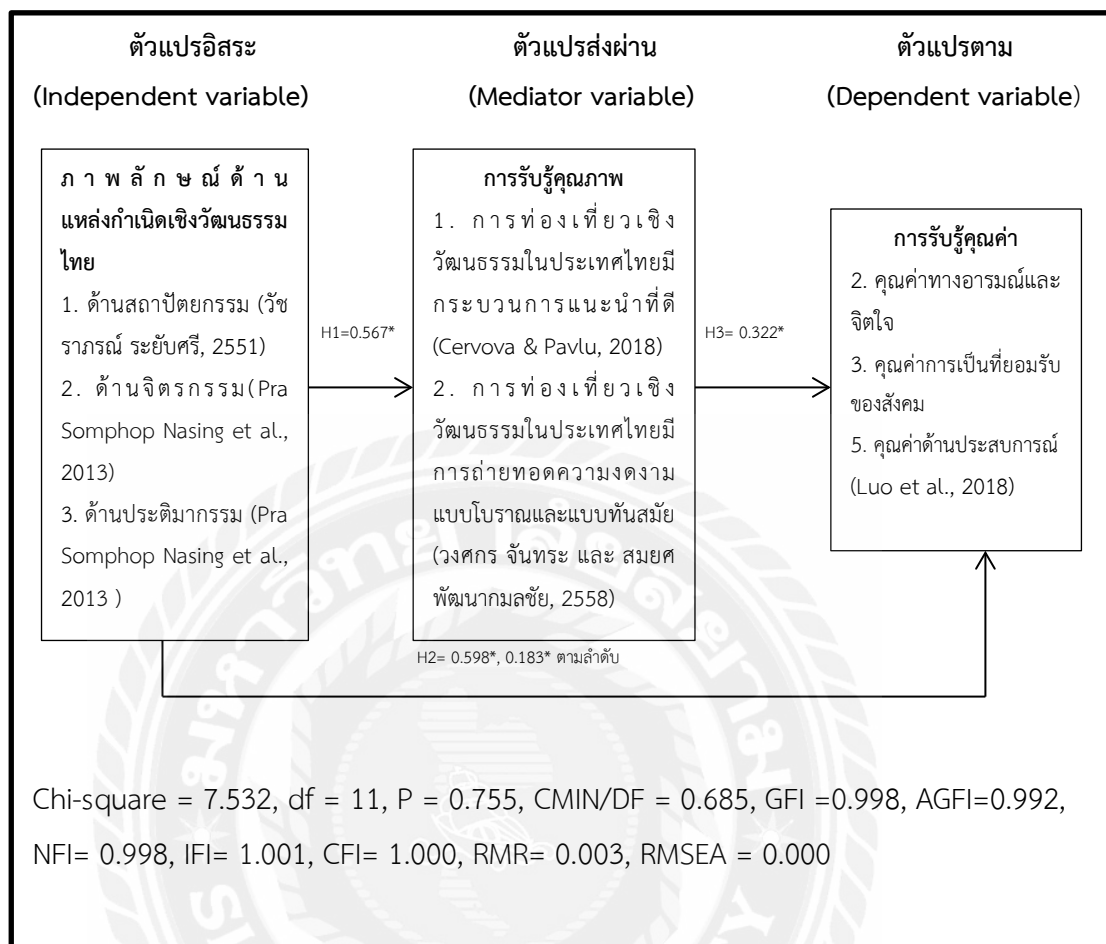 ตัวแปรอิสระ
(Independent variable)
ตัวแปรส่งผ่าน
(Mediator variable)
ตัวแปรตาม
(Dependent variable)
ภาพลักษณ์ด้าน
แหล่งกำเนิดเชิงวัฒนธรรม
ไทย
1. ด้านสถาปัตยกรรม (วัช
ราภรณ์ ระยับศรี, 2551)
2. ด้านจิตรกรรม(Pra
Somphop Nasing et al.,
2013)
3. ด้านประติมากรรม (Pra
Somphop Nasing et al.,
2013 )
H1=0.567*
การรับรู้คุณภาพ
1. การท่องเที่ยวเชิง
วัฒนธรรมในประเทศไทยมี
กระบวนการแนะนำที่ดี
(Cervova & Pavlu, 2018)
2. การท่องเที่ยวเชิง
วัฒนธรรมในประเทศไทยมี
การถ่ายทอดความงดงาม
แบบโบราณและแบบทันสมัย
(วงศกร จันทระ และ สมยศ
พัฒนากมลชัย, 2558)
H3= 0.322*
การรับรู้คุณค่า
2. คุณค่าทางอารมณ์และ
จิตใจ
3. คุณค่าการเป็นที่ยอมรับ
ของสังคม
5. คุณค่าด้านประสบการณ์
(Luo et al., 2018)
H2= 0.598*, 0.183* ตามลำดับ
Chi-square = 7.532, df = 11, P = 0.755, CMIN/DF = 0.685, GFI =0.998, AGFI=0.992,
NFI= 0.998, IFI= 1.001, CFI= 1.000, RMR= 0.003, RMSEA = 0.000
มหาวิทยาลัยสยาม